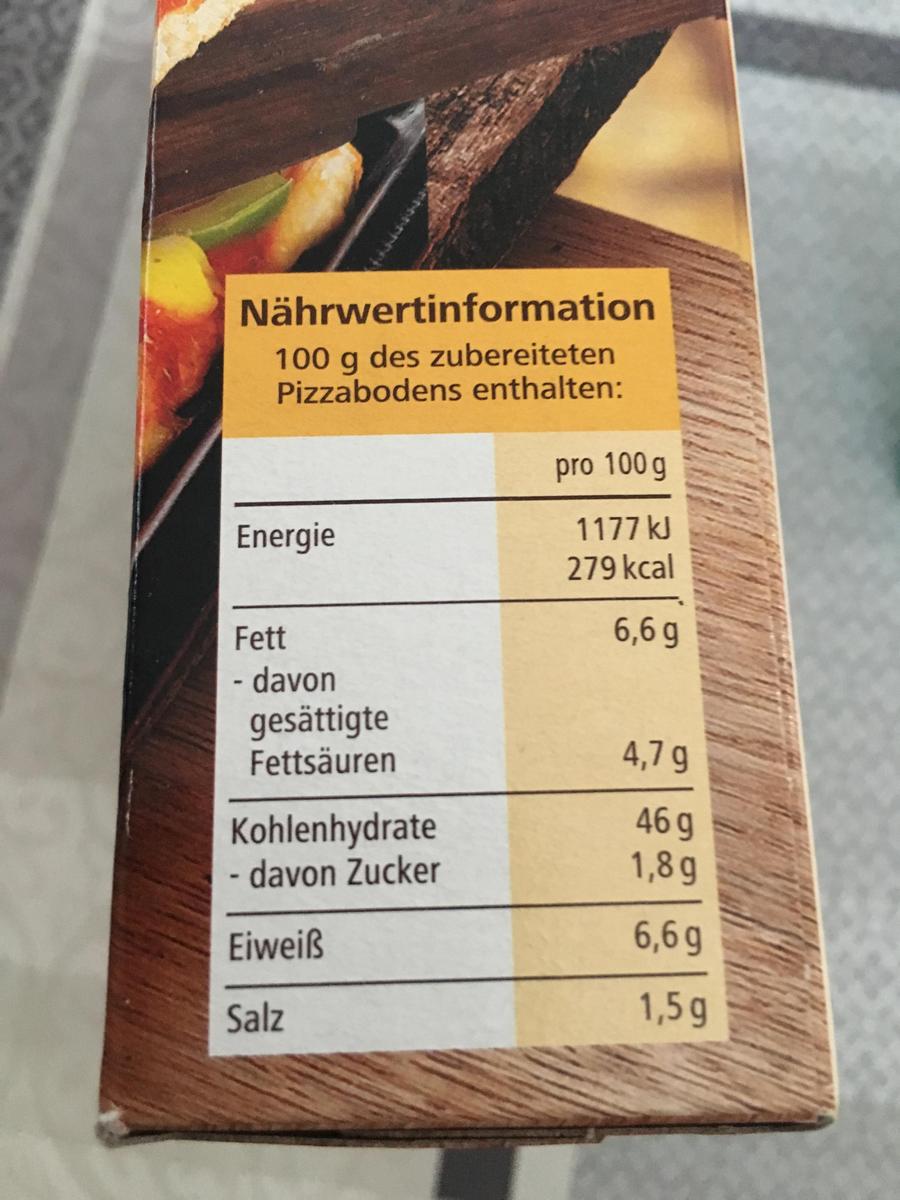 Nährwertinformation
100 g des zubereiteten
Pizzabodens enthalten:
pro 100 g
Energie 1177 kJ
279 kcal
Fett 6,6 g
- davon
gesättigte
Fettsäuren 4,7 g
Kohlenhydrate 46 g
- davon Zucker 1,8 g
Eiweiß 6,6 g
Salz 1,5 g